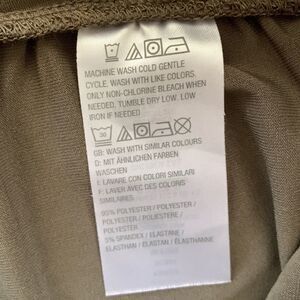 MACHINE WASH COLD GENTLE
CYCLE. WASH WITH LIKE COLORS.
ONLY NON-CHLORINE BLEACH WHEN
NEEDED. TUMBLE DRY LOW. LOW
IRON IF NEEDED
30
GB: WASH WITH SIMILAR COLOURS
D: MIT ÄHNLICHEN FARBEN
WASCHEN
I: LAVARE CON COLORI SIMILARI
F: LAVER AVEC DES COLORIS
SIMILAIRES
95% POLYESTER / POLYESTER /
POLYESTER / POLIESTERE /
5% SPANDEX / ELASTANE /
ELASTHAN / ELASTAN / ÉLASTHANNE